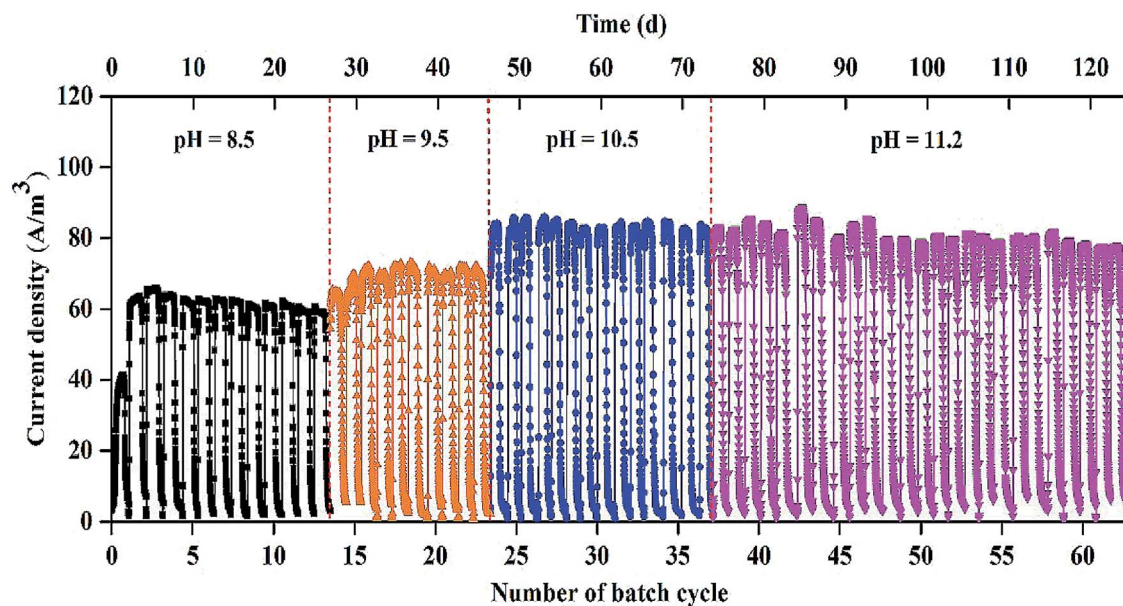 Time (d)
0 10 20 30 40 50 60 70 80 90 100 110 120
120
pH = 8.5 pH = 9.5 pH = 10.5 pH = 11.2
100
80
60
40
20
0
Current density (A/m³)
0 5 10 15 20 25 30 35 40 45 50 55 60
Number of batch cycle